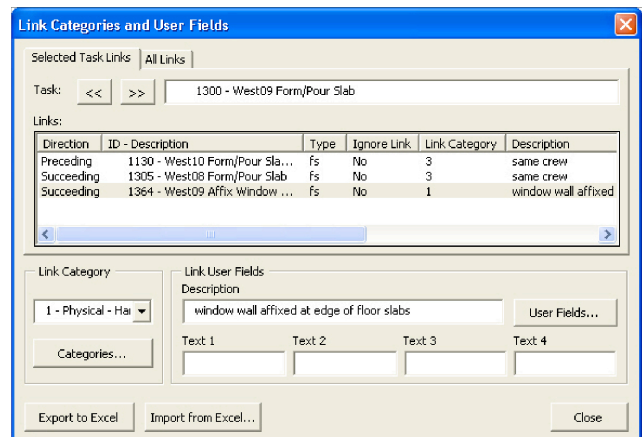 Link Categories and User Fields
Selected Task Links All Links
Task: << >> 1300 - West09 Form/Pour Slab
Links:
Direction ID - Description Type Ignore Link Link Category Description
Preceding 1130 - West10 Form/Pour Sla... fs No 3 same crew
Succeeding 1305 - West08 Form/Pour Slab fs No 3 same crew
Succeeding 1364 - West09 Affix Window ... fs No 1 window wall affixed
Link Category Link User Fields
Description
1 - Physical - Har window wall affixed at edge of floor slabs User Fields...
Text 1 Text 2 Text 3 Text 4
Categories...
Export to Excel Import from Excel... Close